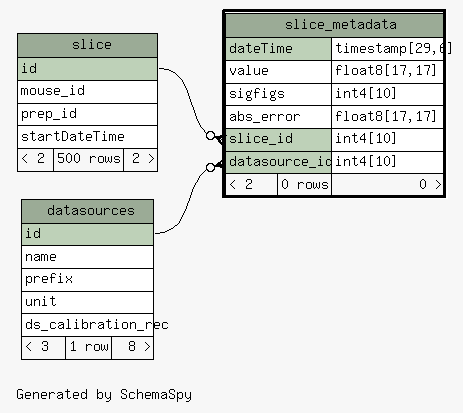 slice
id
mouse_id
prep_id
startDateTime
< 2 500 rows 2 >
slice_metadata
dateTime timestamp[29,6]
value float8[17,17]
sigfigs int4[10]
abs_error float8[17,17]
slice_id int4[10]
datasource_id int4[10]
< 2 0 rows 0 >
datasources
id
name
prefix
unit
ds_calibration_rec
< 3 1 row 8 >
Generated by SchemaSpy